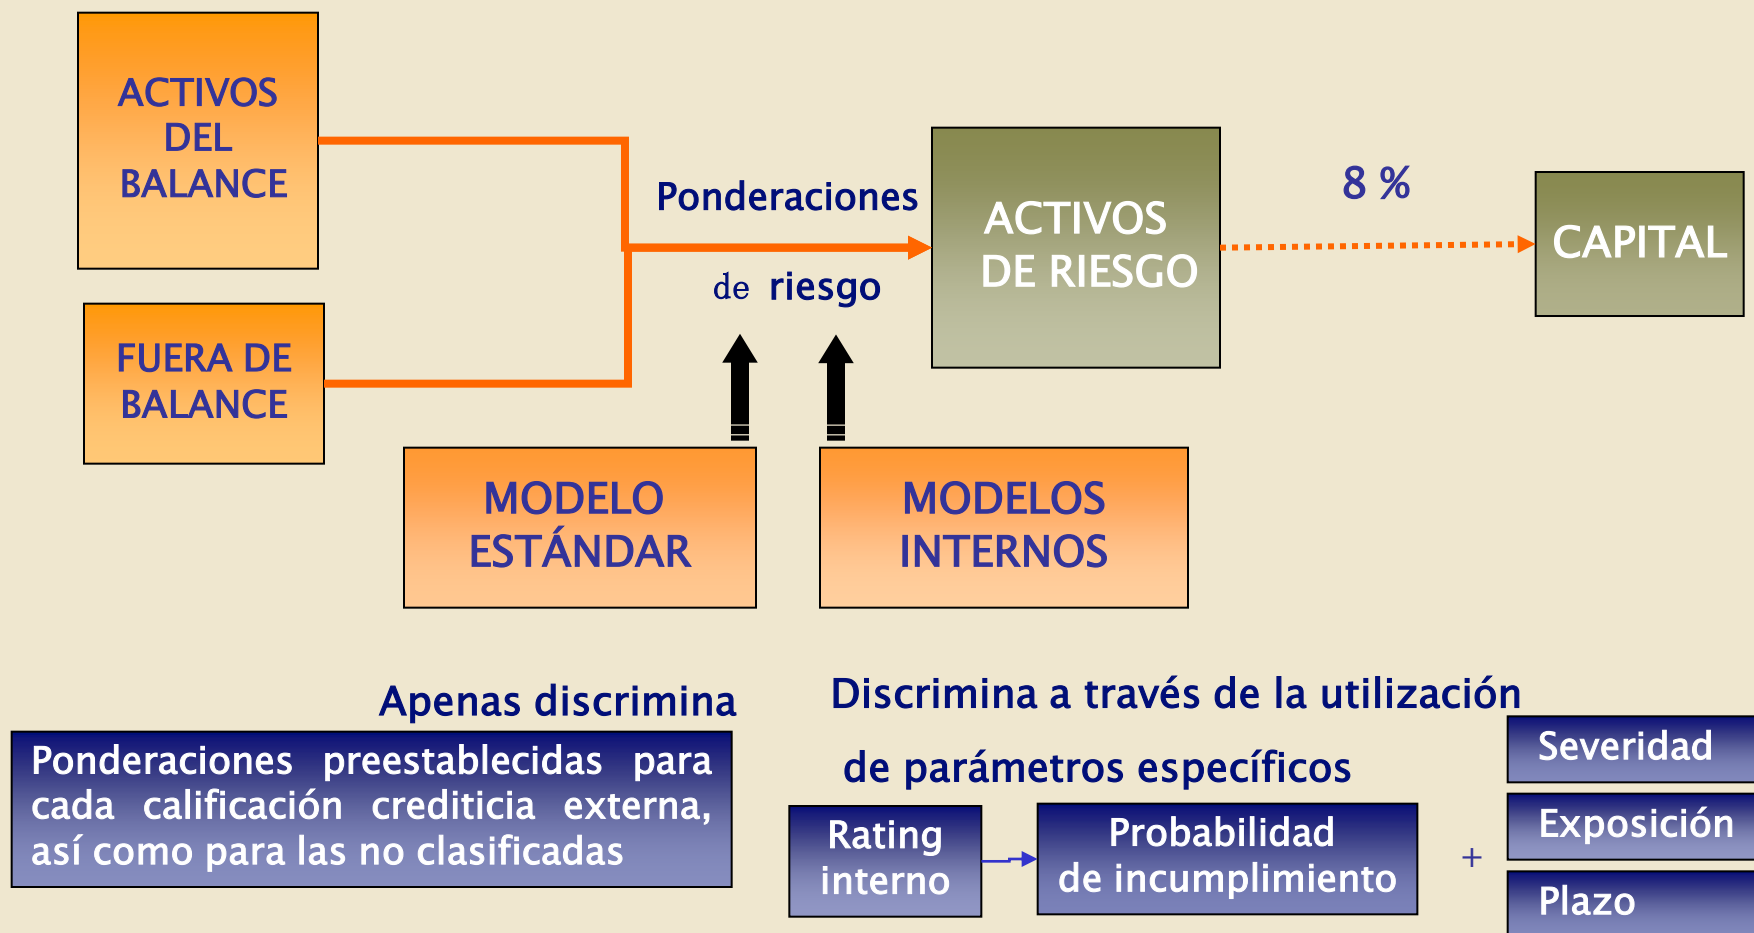 ACTIVOS
DEL
BALANCE
FUERA DE
BALANCE
Ponderaciones
de riesgo
ACTIVOS
DE RIESGO
8 %
CAPITAL
MODELO
ESTÁNDAR
MODELOS
INTERNOS
Apenas discrimina
Ponderaciones preestablecidas para
cada calificación crediticia externa,
así como para las no clasificadas
Discrimina a través de la utilización
de parámetros específicos
Rating
interno
Probabilidad
de incumplimiento
+
Severidad
Exposición
Plazo